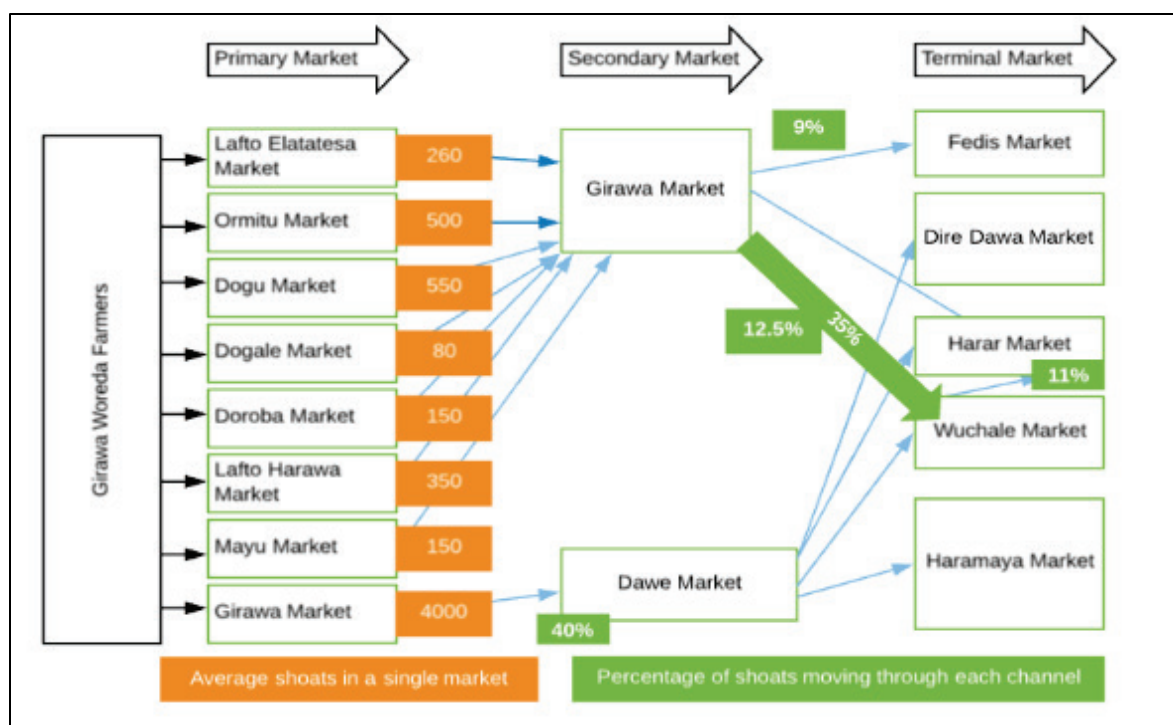 Primary Market
Secondary Market
Terminal Market
Girawa Woreda Farmers
Lafto Elatatesa
Market
260
Ormitu Market
500
Dogu Market
550
Dogale Market
80
Doroba Market
150
Lafto Harawa
Market
350
Mayu Market
150
Girawa Market
4000
Girawa Market
Dawe Market
40%
9%
12.5%
35%
Fedis Market
Dire Dawa Market
Harar Market
11%
Wuchale Market
Haramaya Market
Average shoats in a single market
Percentage of shoats moving through each channel